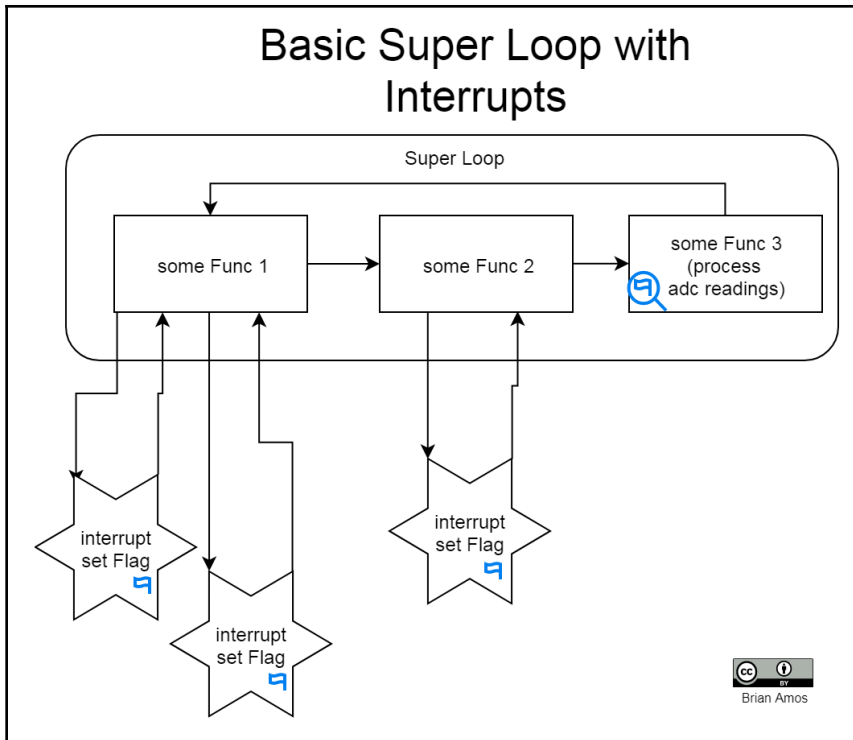 Basic Super Loop with
Interrupts
Super Loop
some Func 1
some Func 2
some Func 3
(process
adc readings)
interrupt
set Flag
interrupt
set Flag
interrupt
set Flag
cc
BY
Brian Amos